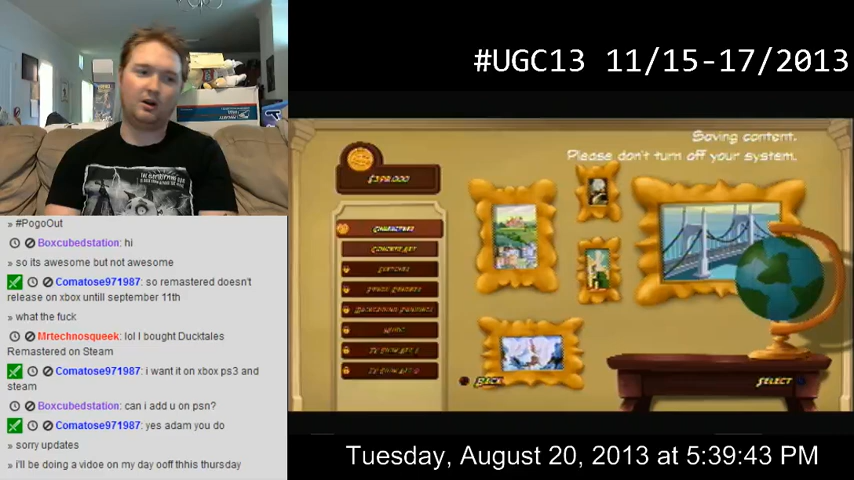 #UGC13 11/15-17/2013
Saving content.
Please don't turn off your system.
CHARACTERS
CONCEPT ART
SKETCHES
MUSIC
BACK
SELECT
» #PogoOut
Boxcubedstation: hi
» so its awesome but not awesome
Comatose971987: so remastered doesn't
release on xbox untill september 11th
» what the fuck
Mrtechnosqueek: lol I bought Ducktales
Remastered on Steam
Comatose971987: i want it on xbox ps3 and
steam
Boxcubedstation: can i add u on psn?
Comatose971987: yes adam you do
» sorry updates
» i'll be doing a vidoe on my day ooff thhis thursday
Tuesday, August 20, 2013 at 5:39:43 PM